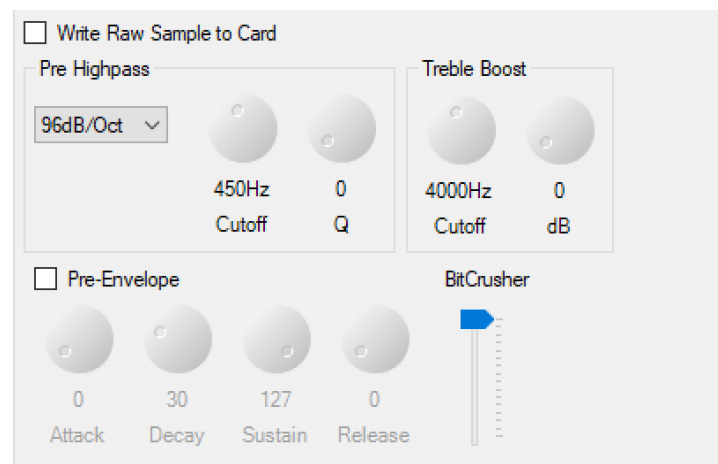 Write Raw Sample to Card
Pre Highpass
Treble Boost
96dB/Oct
450Hz
0
4000Hz
0
Cutoff
Q
Cutoff
dB
Pre-Envelope
BitCrusher
0
30
127
0
Attack
Decay
Sustain
Release